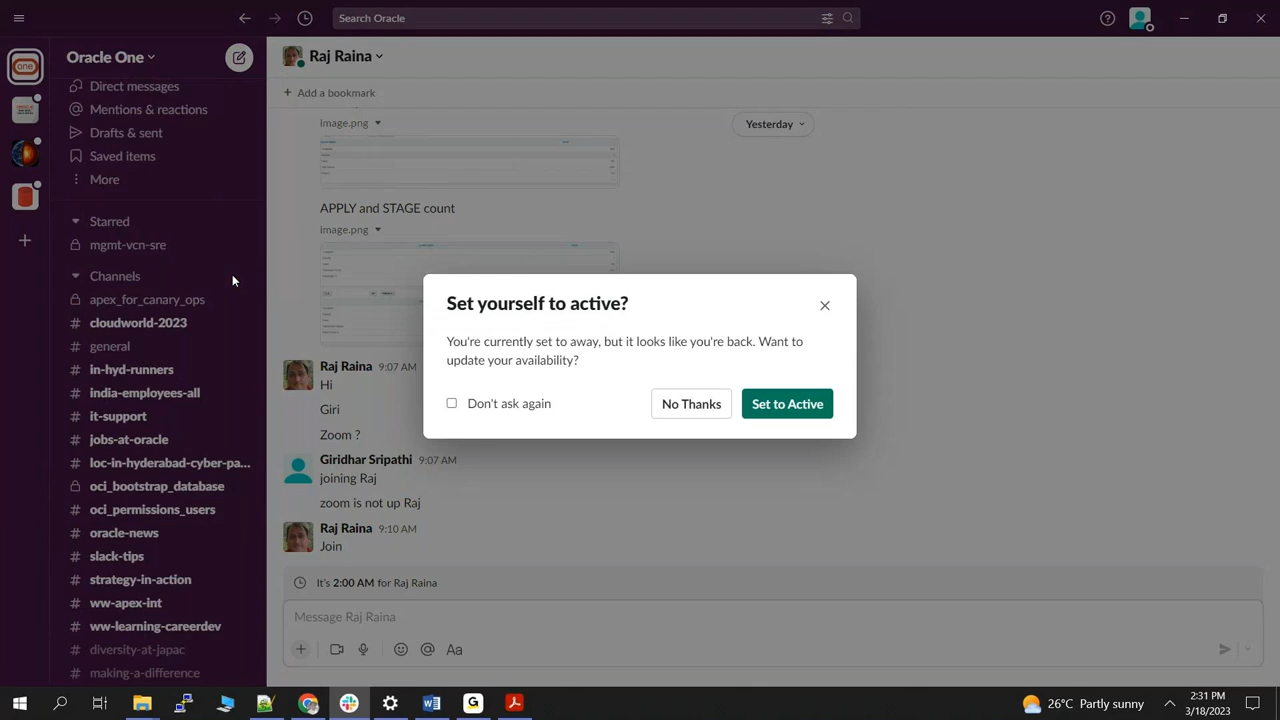 Search Oracle
Oracle One
Direct messages
Mentions & reactions
Drafts & sent
Saved items
More
Starred
mgmt-vcn-sre
Channels
apex_for_canary_ops
# cloudworld-2023
# general
# in-hyd-runners
# india-employees-all
# it-support
# jobs-at-oracle
# loc-in-hyderabad-cyber-pa...
oci_bootstrap_database
# oci_permissions_users
# oracle-news
# slack-tips
# strategy-in-action
# ww-apex-int
# ww-learning-careerdev
# diversity-at-japac
# making-a-difference
one
Raj Raina
+ Add a bookmark
Yesterday
image.png
APPLY and STAGE count
image.png
Raj Raina 9:07 AM
Hi
Giri
Zoom ?
Giridhar Sripathi 9:07 AM
joining Raj
zoom is not up Raj
Raj Raina 9:10 AM
Join
It's 2:00 AM for Raj Raina
Message Raj Raina
Aa
Set yourself to active?
You're currently set to away, but it looks like you're back. Want to
update your availability?
Don't ask again
No Thanks
Set to Active
26°C Partly sunny
2:31 PM
3/18/2023